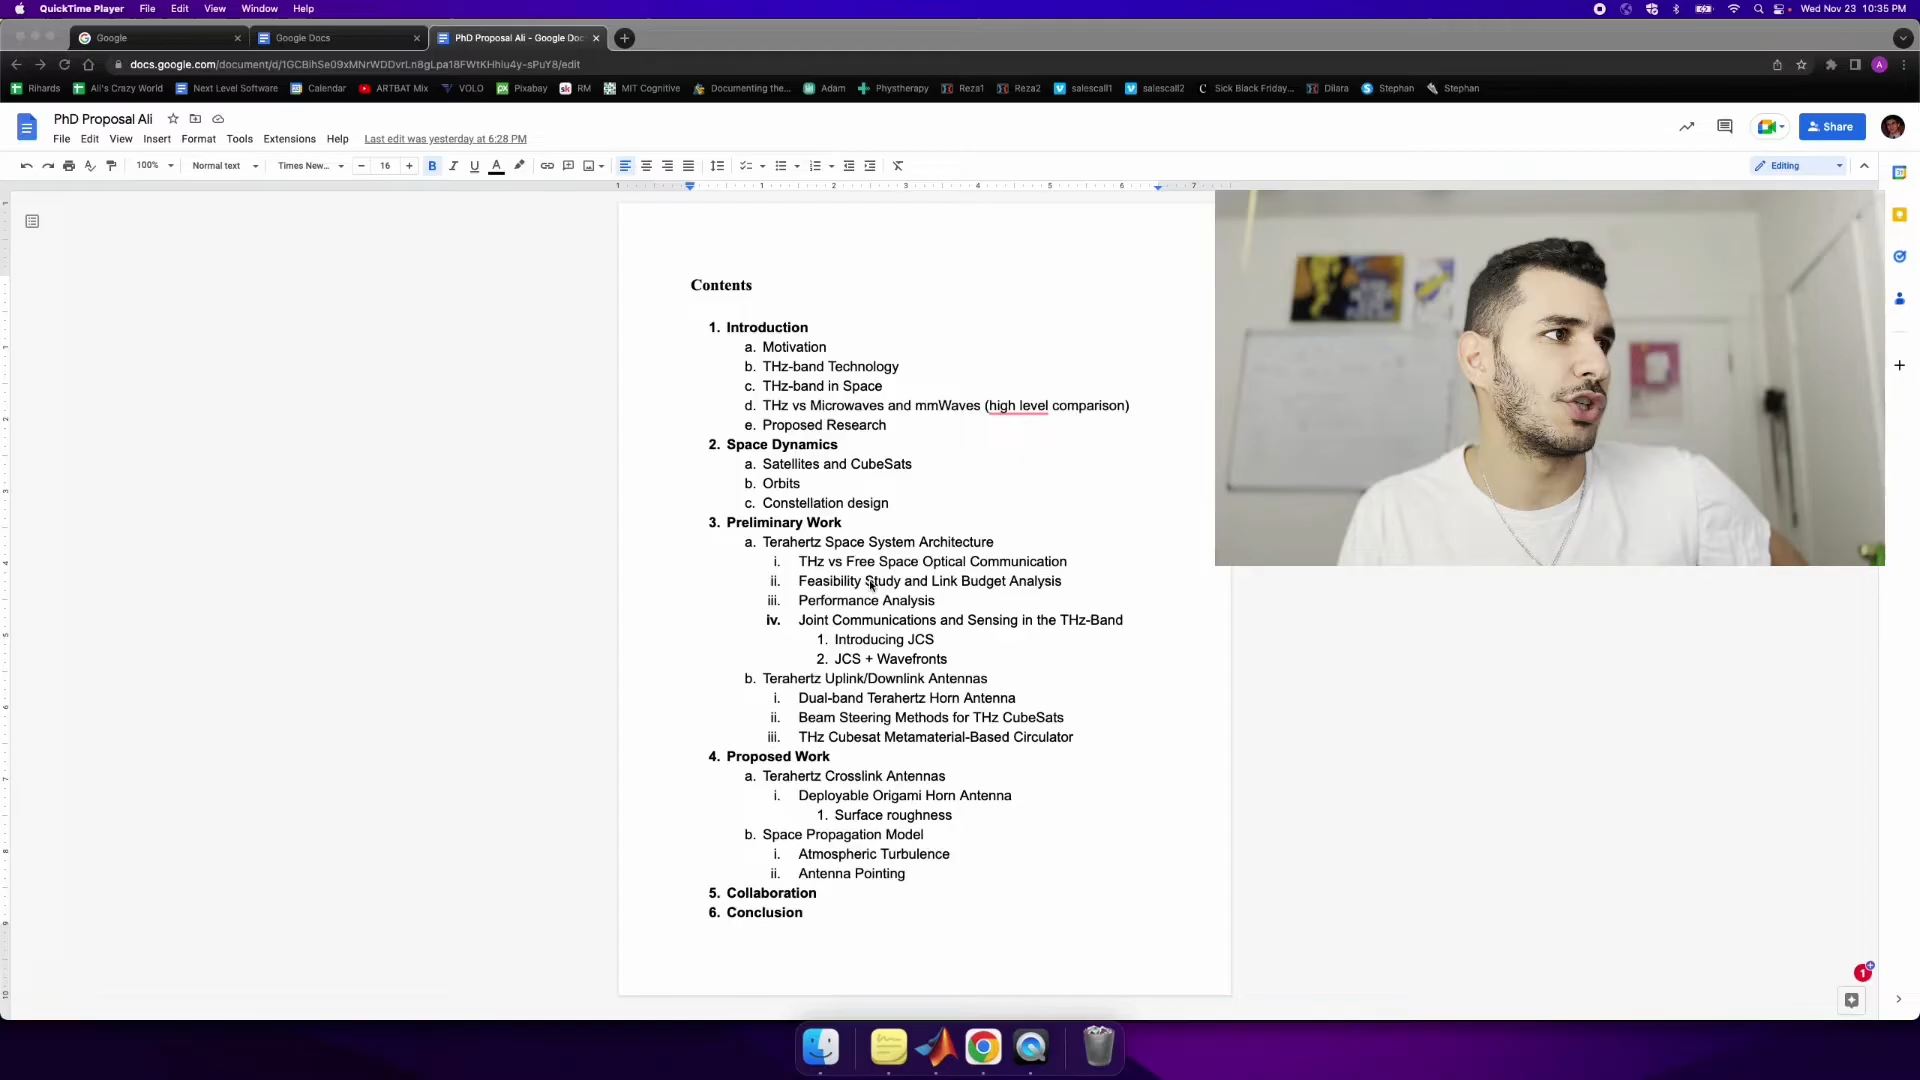 QuickTime Player File Edit View Window Help
Wed Nov 23 10:35 PM
Google
Google Docs
PhD Proposal Ali - Google Doc
docs.google.com/document/d/1GCBihSe09xMNrWDDvrLn8gLpa18FWtKHhlu4y-sPuY8/edit
Rihards Ali's Crazy World Next Level Software Calendar ARTBAT Mix VOLO Pixabay RM MIT Cognitive Documenting the... Adam Phystherapy Reza1 Reza2 salescall1 salescall2 Sick Black Friday... Dilara Stephan Stephan
PhD Proposal Ali
Share
File Edit View Insert Format Tools Extensions Help Last edit was yesterday at 6:28 PM
100% Normal text Times New... 16 Editing
Contents
1. Introduction
a. Motivation
b. THz-band Technology
c. THz-band in Space
d. THz vs Microwaves and mmWaves (high level comparison)
e. Proposed Research
2. Space Dynamics
a. Satellites and CubeSats
b. Orbits
c. Constellation design
3. Preliminary Work
a. Terahertz Space System Architecture
i. THz vs Free Space Optical Communication
ii. Feasibility Study and Link Budget Analysis
iii. Performance Analysis
iv. Joint Communications and Sensing in the THz-Band
1. Introducing JCS
2. JCS + Wavefronts
b. Terahertz Uplink/Downlink Antennas
i. Dual-band Terahertz Horn Antenna
ii. Beam Steering Methods for THz CubeSats
iii. THz Cubesat Metamaterial-Based Circulator
4. Proposed Work
a. Terahertz Crosslink Antennas
i. Deployable Origami Horn Antenna
1. Surface roughness
b. Space Propagation Model
i. Atmospheric Turbulence
ii. Antenna Pointing
5. Collaboration
6. Conclusion